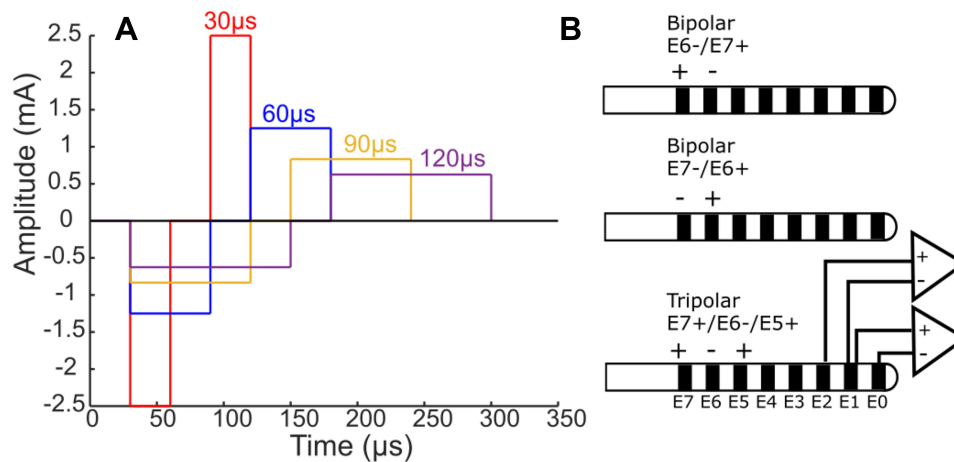 A
30µs
60µs
90µs
120µs
2.5
2
1.5
1
0.5
0
-0.5
-1
-1.5
-2
-2.5
Amplitude (mA)
0
50
100
150
200
250
300
350
Time (µs)
B
Bipolar
E6-/E7+
+ -
Bipolar
E7-/E6+
- +
Tripolar
E7+/E6-/E5+
+ - +
+
-
+
-
E7 E6 E5 E4 E3 E2 E1 E0